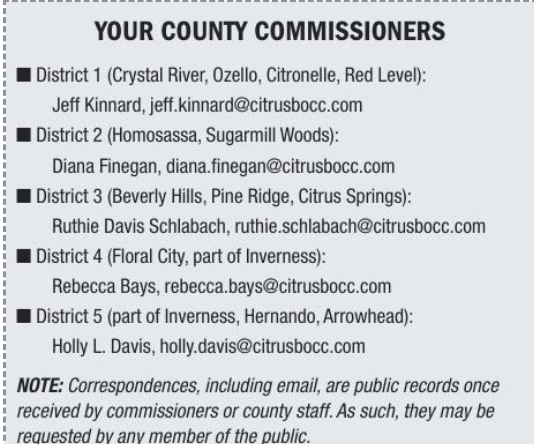 YOUR COUNTY COMMISSIONERS
■ District 1 (Crystal River, Ozello, Citronelle, Red Level):
Jeff Kinnard, jeff.kinnard@citrusbocc.com
■ District 2 (Homosassa, Sugarmill Woods):
Diana Finegan, diana.finegan@citrusbocc.com
■ District 3 (Beverly Hills, Pine Ridge, Citrus Springs):
Ruthie Davis Schlabach, ruthie.schlabach@citrusbocc.com
■ District 4 (Floral City, part of Inverness):
Rebecca Bays, rebecca.bays@citrusbocc.com
■ District 5 (part of Inverness, Hernando, Arrowhead):
Holly L. Davis, holly.davis@citrusbocc.com
NOTE: Correspondences, including email, are public records once
received by commissioners or county staff. As such, they may be
requested by any member of the public.